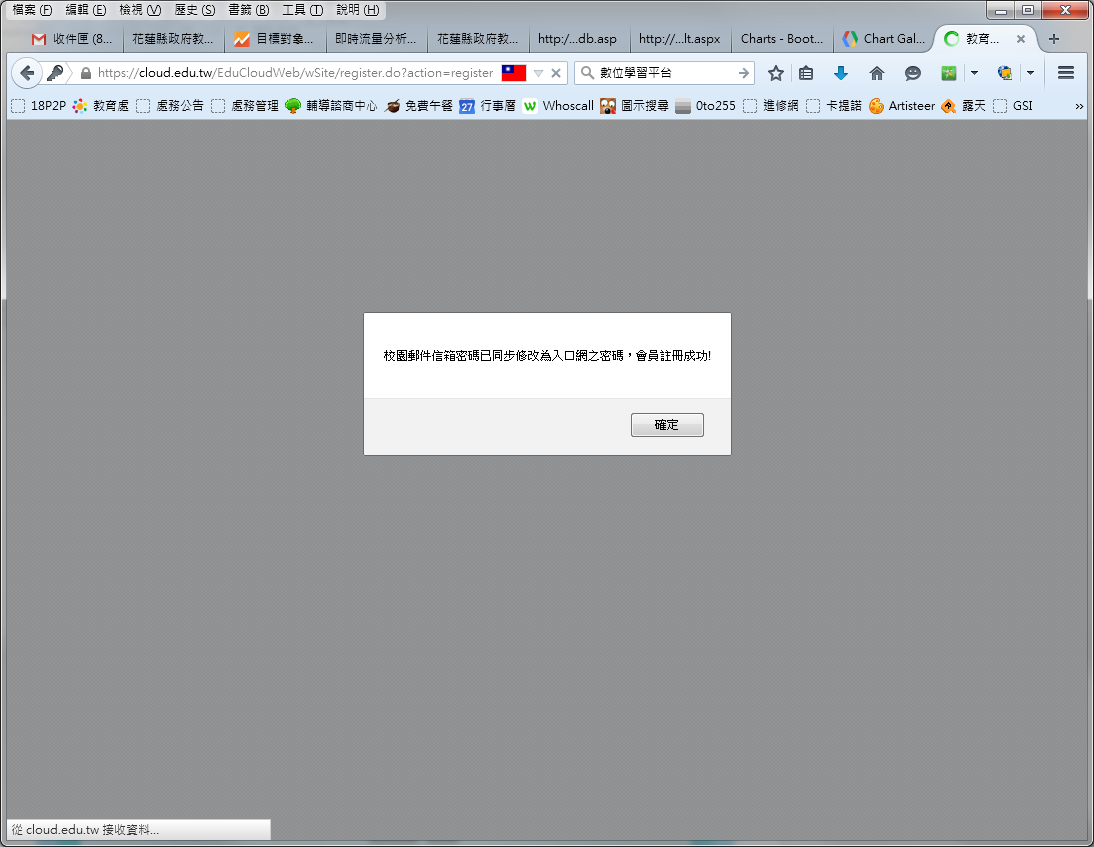 檔案 (F) 編輯 (E) 檢視 (V) 歷史 (S) 書籤 (B) 工具 (T) 說明 (H)
收件匣 (8... 花蓮縣政府教... 目標對象... 即時流量分析... 花蓮縣政府教... http:/...db.asp http://...lt.aspx Charts - Boot... Chart Gal... 教育...
https://cloud.edu.tw/EduCloudWeb/wSite/register.do?action=register 數位學習平台
18P2P 教育處 處務公告 處務管理 輔導諮商中心 免費午餐 27 行事曆 Whoscall 圖示搜尋 0to255 進修網 卡提諾 Artisteer 露天 GSI »
校園郵件信箱密碼已同步修改為入口網之密碼，會員註冊成功!
確定
從 cloud.edu.tw 接收資料...